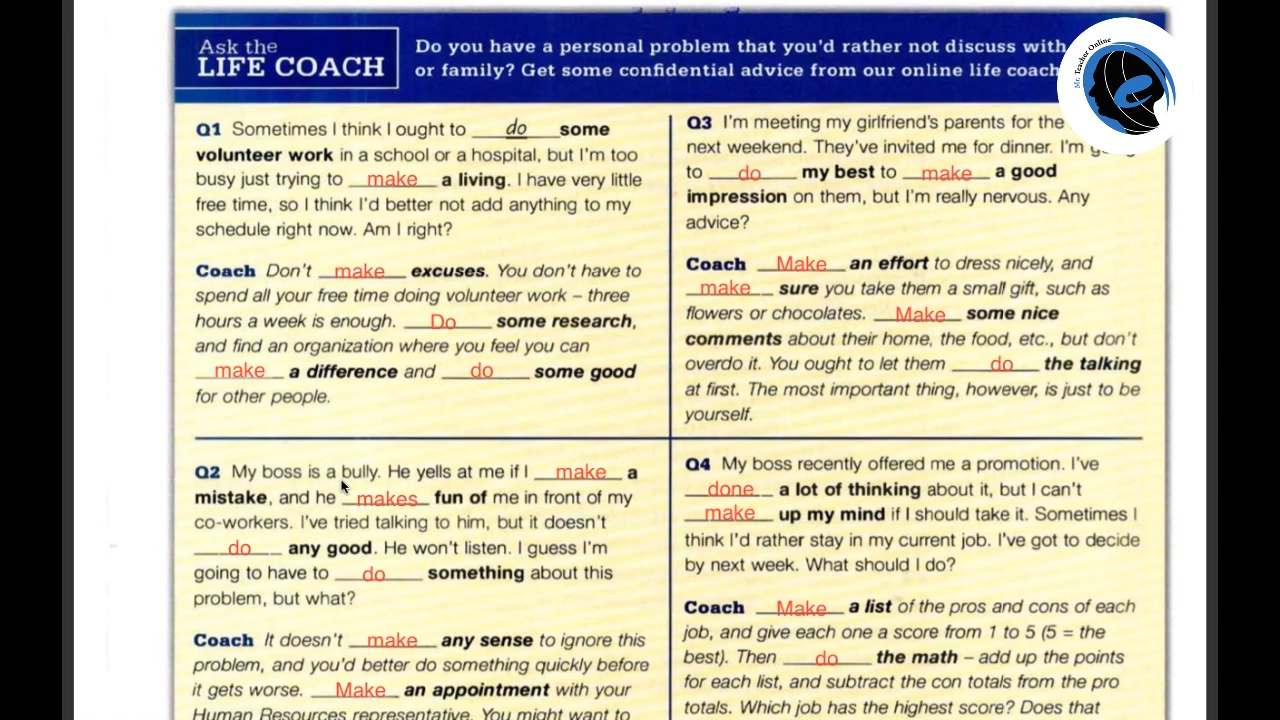 Ask the
LIFE COACH
Do you have a personal problem that you'd rather not discuss with
or family? Get some confidential advice from our online life coach
Mr. Teacher Online
Q1 Sometimes I think I ought to do some
volunteer work in a school or a hospital, but I'm too
busy just trying to make a living. I have very little
free time, so I think I'd better not add anything to my
schedule right now. Am I right?
Coach Don't make excuses. You don't have to
spend all your free time doing volunteer work – three
hours a week is enough. Do some research,
and find an organization where you feel you can
make a difference and do some good
for other people.
Q2 My boss is a bully. He yells at me if I make a
mistake, and he makes fun of me in front of my
co-workers. I've tried talking to him, but it doesn't
do any good. He won't listen. I guess I'm
going to have to do something about this
problem, but what?
Coach It doesn't make any sense to ignore this
problem, and you'd better do something quickly before
it gets worse. Make an appointment with your
Human Resources representative. You might want to
Q3 I'm meeting my girlfriend's parents for the
next weekend. They've invited me for dinner. I'm
to do my best to make a good
impression on them, but I'm really nervous. Any
advice?
Coach Make an effort to dress nicely, and
make sure you take them a small gift, such as
flowers or chocolates. Make some nice
comments about their home, the food, etc., but don't
overdo it. You ought to let them do the talking
at first. The most important thing, however, is just to be
yourself.
Q4 My boss recently offered me a promotion. I've
done a lot of thinking about it, but I can't
make up my mind if I should take it. Sometimes I
think I'd rather stay in my current job. I've got to decide
by next week. What should I do?
Coach Make a list of the pros and cons of each
job, and give each one a score from 1 to 5 (5 = the
best). Then do the math – add up the points
for each list, and subtract the con totals from the pro
totals. Which job has the highest score? Does that